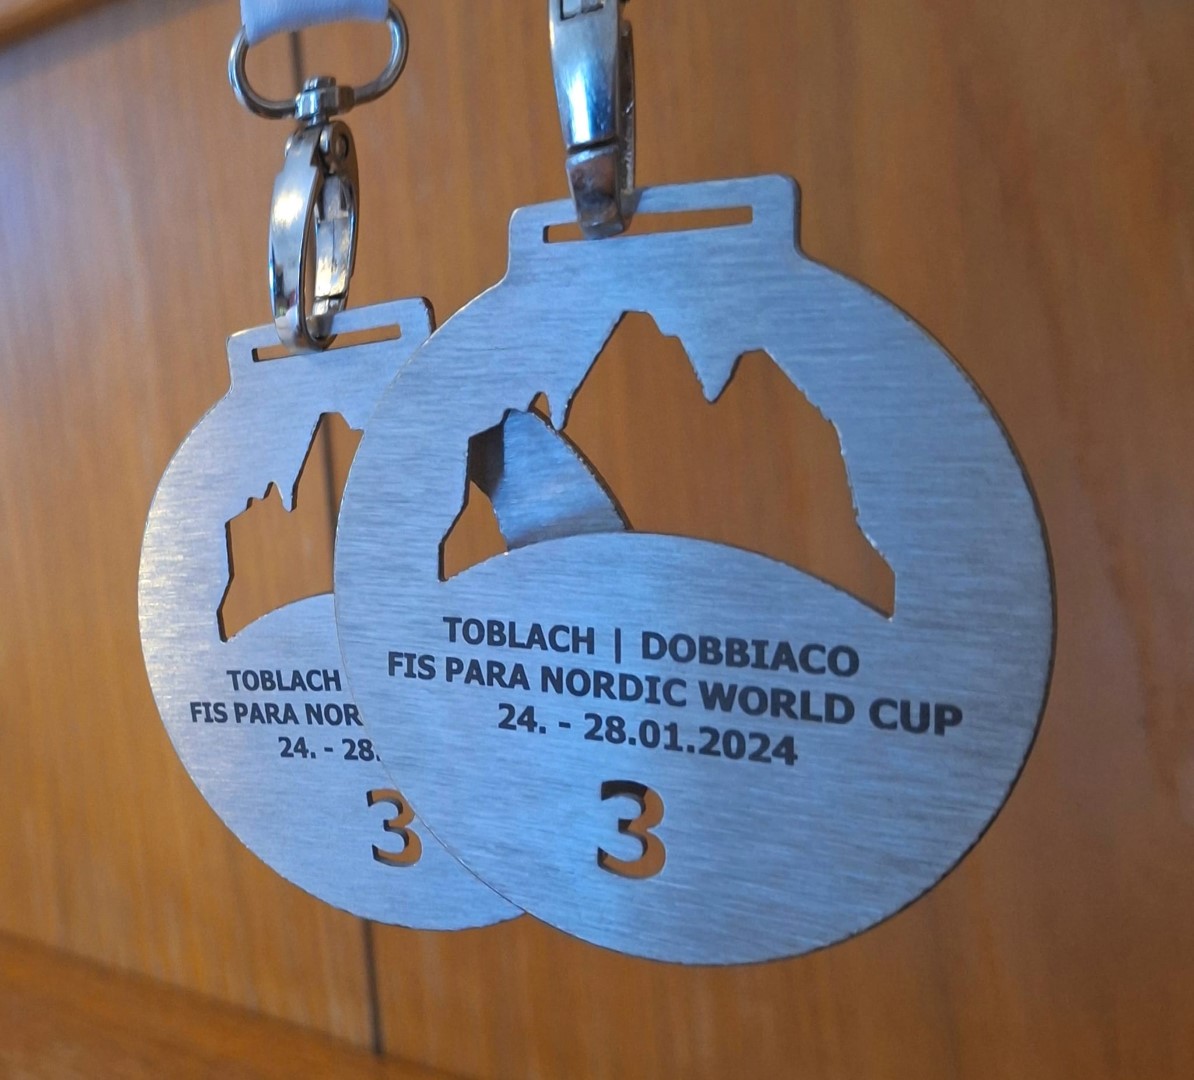 TOBLACH | DOBBIACO
FIS PARA NORDIC WORLD CUP
24. - 28.01.2024
3
TOBLACH
FIS PARA NOR
24. - 28.
3